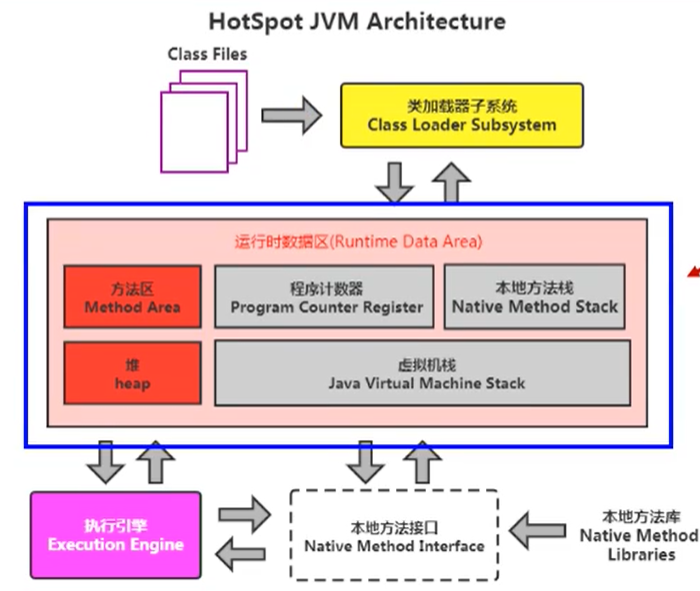 HotSpot JVM Architecture
Class Files
类加载器子系统
Class Loader Subsystem
运行时数据区(Runtime Data Area)
方法区
Method Area
程序计数器
Program Counter Register
本地方法栈
Native Method Stack
堆
heap
虚拟机栈
Java Virtual Machine Stack
执行引擎
Execution Engine
本地方法接口
Native Method Interface
本地方法库
Native Method
Libraries